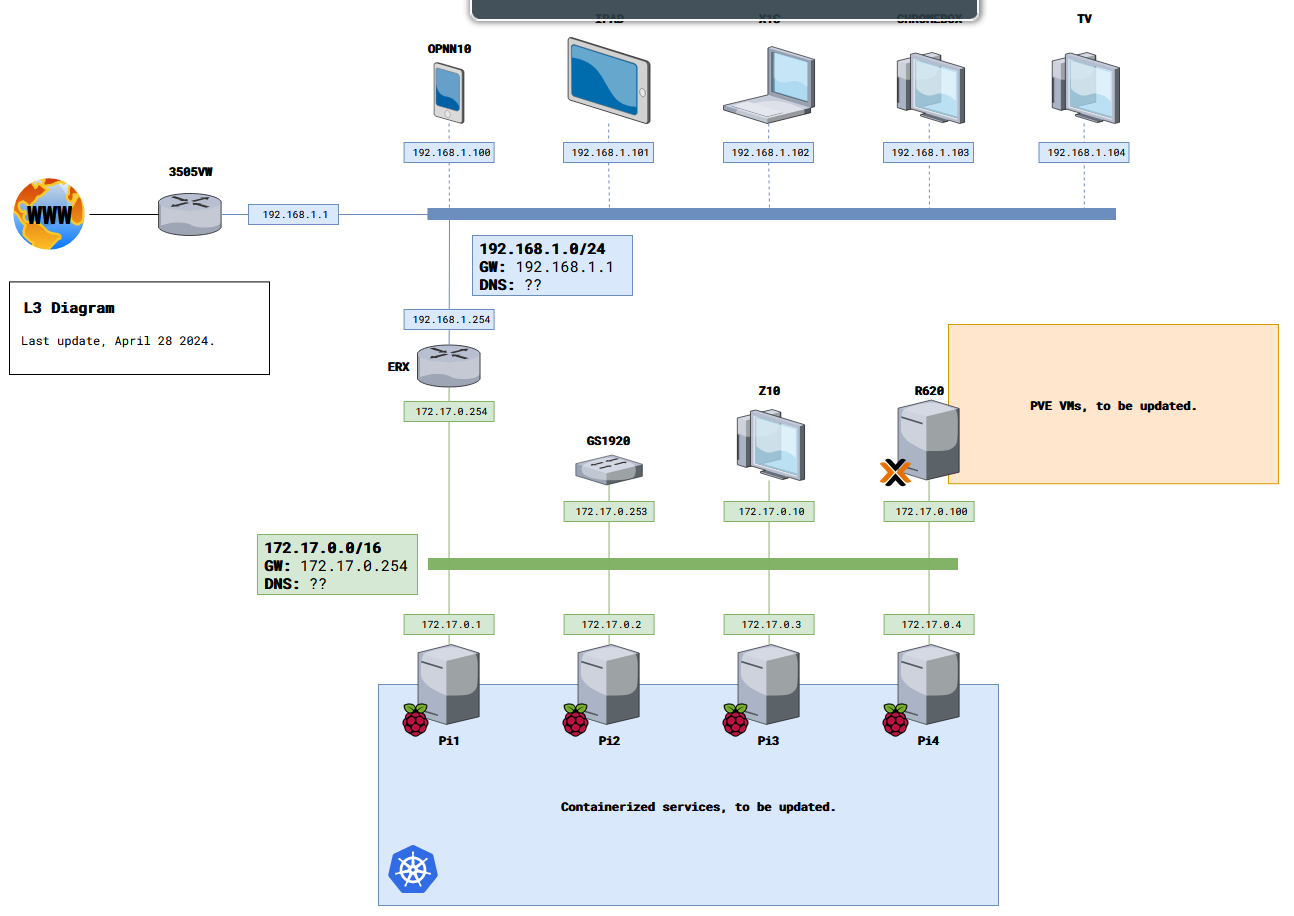 IPAD
X1C
CHROMEBOX
TV
OPNN10
192.168.1.100
192.168.1.101
192.168.1.102
192.168.1.103
192.168.1.104
3505VW
WWW
192.168.1.1
192.168.1.0/24
GW: 192.168.1.1
DNS: ??
L3 Diagram
Last update, April 28 2024.
192.168.1.254
ERX
172.17.0.254
Z10
R620
PVE VMs, to be updated.
GS1920
172.17.0.253
172.17.0.10
172.17.0.100
172.17.0.0/16
GW: 172.17.0.254
DNS: ??
172.17.0.1
172.17.0.2
172.17.0.3
172.17.0.4
Pi1
Pi2
Pi3
Pi4
Containerized services, to be updated.